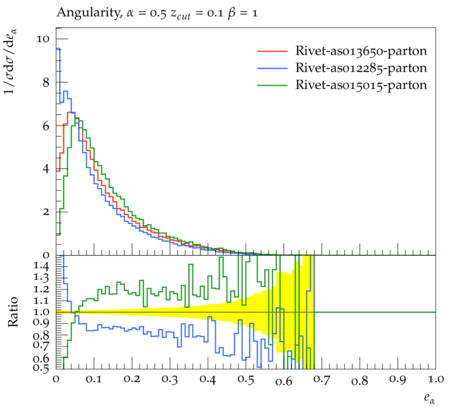 Angularity, α = 0.5 z_cut = 0.1 β = 1
1/σdσ/de_α
10
8
6
4
2
0
Rivet-as013650-parton
Rivet-as012285-parton
Rivet-as015015-parton
Ratio
1.4
1.3
1.2
1.1
1.0
0.9
0.8
0.7
0.6
0.5
0 0.1 0.2 0.3 0.4 0.5 0.6 0.7 0.8 0.9 1.0
e_α